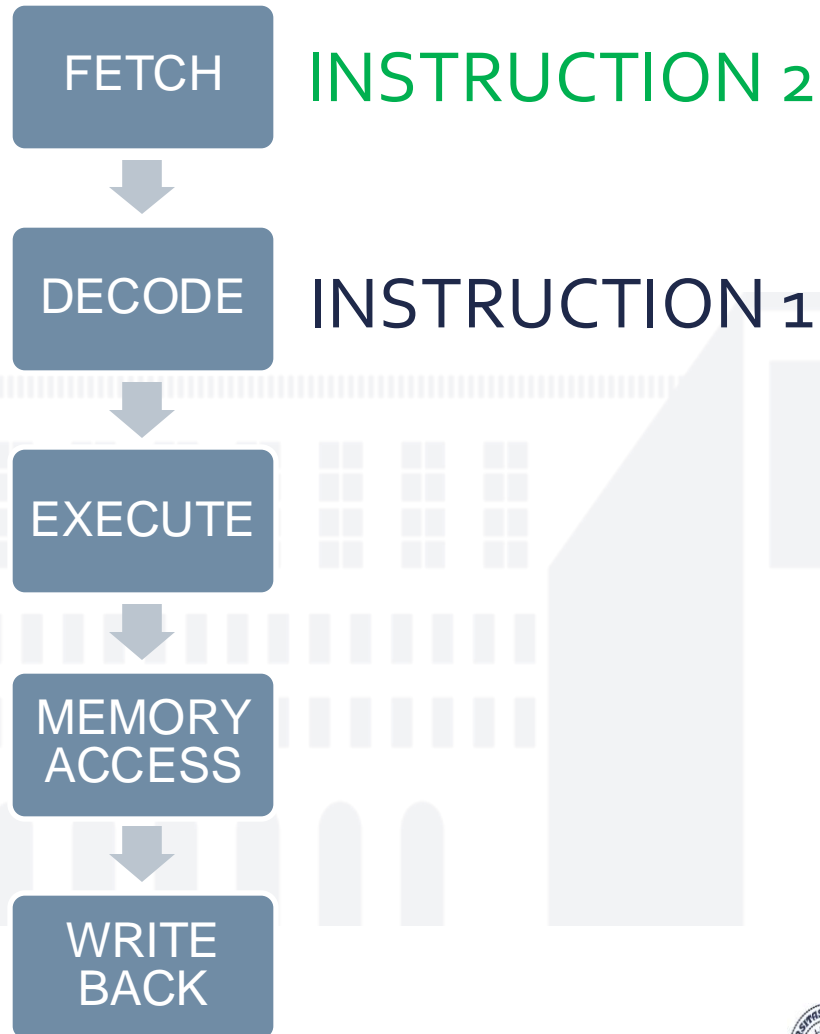 FETCH INSTRUCTION 2
DECODE INSTRUCTION 1
EXECUTE
MEMORY
ACCESS
WRITE
BACK